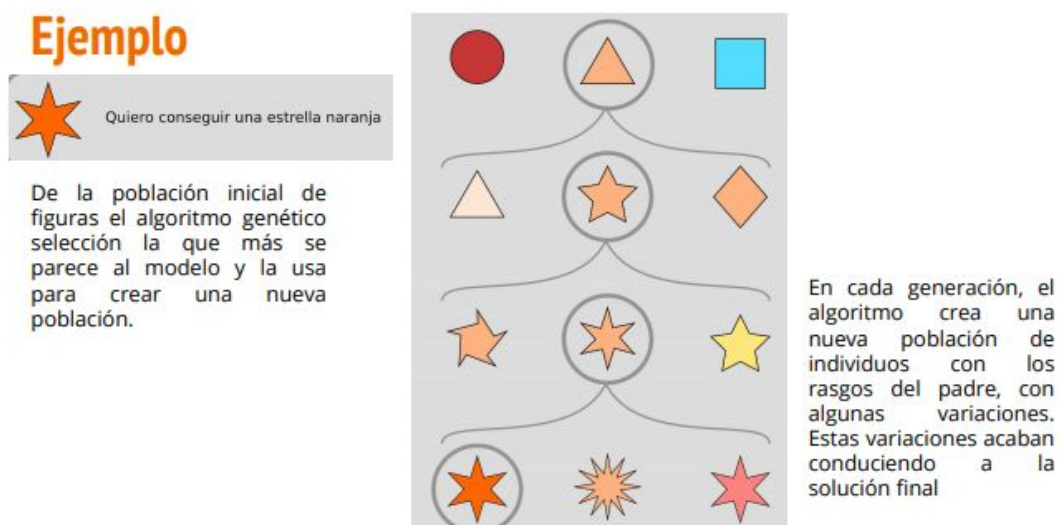 Ejemplo
Quiero conseguir una estrella naranja
De la población inicial de
figuras el algoritmo genético
selección la que más se
parece al modelo y la usa
para crear una nueva
población.
En cada generación, el
algoritmo crea una
nueva población de
individuos con los
rasgos del padre, con
algunas variaciones.
Estas variaciones acaban
conduciendo a la
solución final